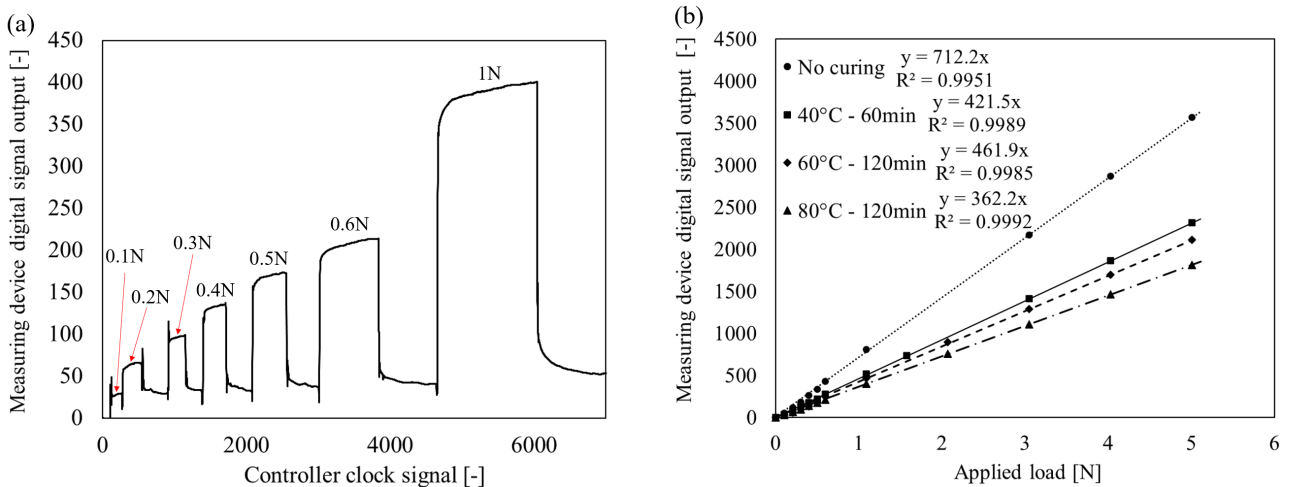 (a)
Measuring device digital signal output [-]
450
400
350
300
250
200
150
100
50
0
0.1N
0.2N
0.3N
0.4N
0.5N
0.6N
1N
0 2000 4000 6000
Controller clock signal [-]
(b)
Measuring device digital signal output [-]
4500
4000
3500
3000
2500
2000
1500
1000
500
0
No curing y = 712.2x
R² = 0.9951
40°C - 60min y = 421.5x
R² = 0.9989
60°C - 120min y = 461.9x
R² = 0.9985
80°C - 120min y = 362.2x
R² = 0.9992
0 1 2 3 4 5 6
Applied load [N]